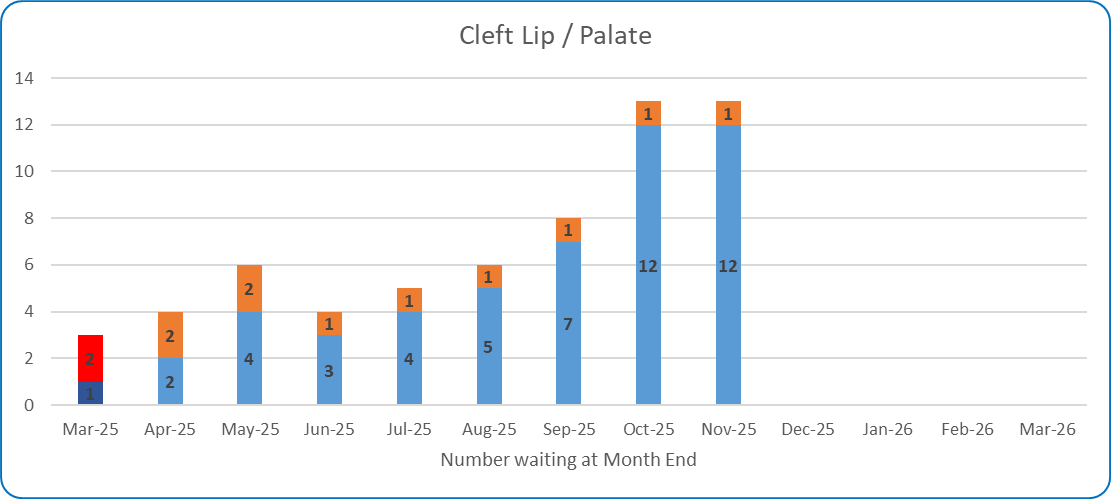 Cleft Lip / Palate
14
12
10
8
6
4
2
0
1 1
1
2 2 1 1 1
2 1 2 4 3 4 5 7 12 12
Mar-25 Apr-25 May-25 Jun-25 Jul-25 Aug-25 Sep-25 Oct-25 Nov-25 Dec-25 Jan-26 Feb-26 Mar-26
Number waiting at Month End